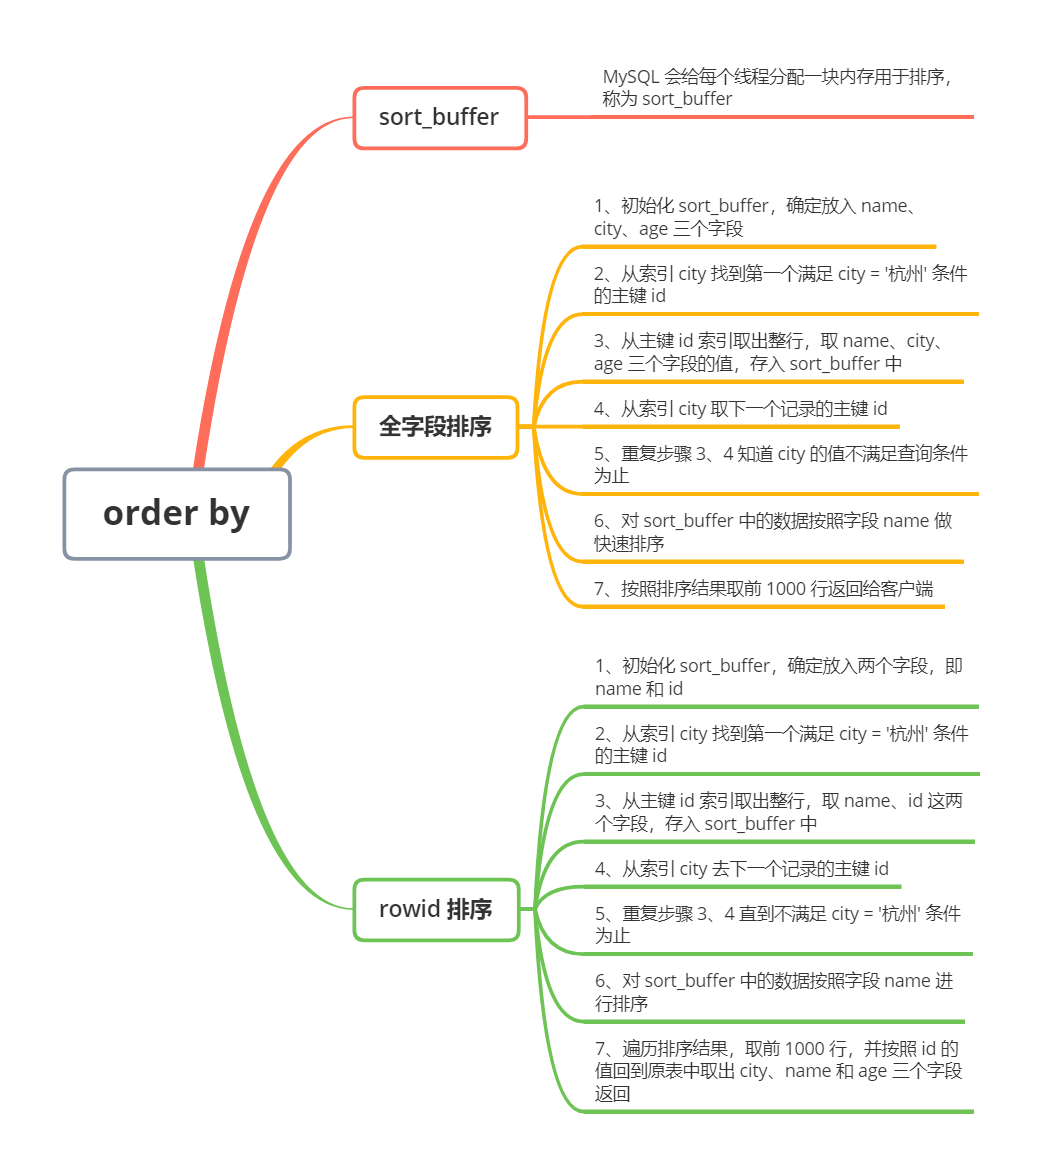 order by
sort_buffer
MySQL 会给每个线程分配一块内存用于排序，
称为 sort_buffer
全字段排序
1、初始化 sort_buffer，确定放入 name、
city、age 三个字段
2、从索引 city 找到第一个满足 city = '杭州' 条件
的主键 id
3、从主键 id 索引取出整行，取 name、city、
age 三个字段的值，存入 sort_buffer 中
4、从索引 city 取下一个记录的主键 id
5、重复步骤 3、4 知道 city 的值不满足查询条件
为止
6、对 sort_buffer 中的数据按照字段 name 做
快速排序
7、按照排序结果取前 1000 行返回给客户端
rowid 排序
1、初始化 sort_buffer，确定放入两个字段，即
name 和 id
2、从索引 city 找到第一个满足 city = '杭州' 条件
的主键 id
3、从主键 id 索引取出整行，取 name、id 这两
个字段，存入 sort_buffer 中
4、从索引 city 去下一个记录的主键 id
5、重复步骤 3、4 直到不满足 city = '杭州' 条件
为止
6、对 sort_buffer 中的数据按照字段 name 进
行排序
7、遍历排序结果，取前 1000 行，并按照 id 的
值回到原表中取出 city、name 和 age 三个字段
返回